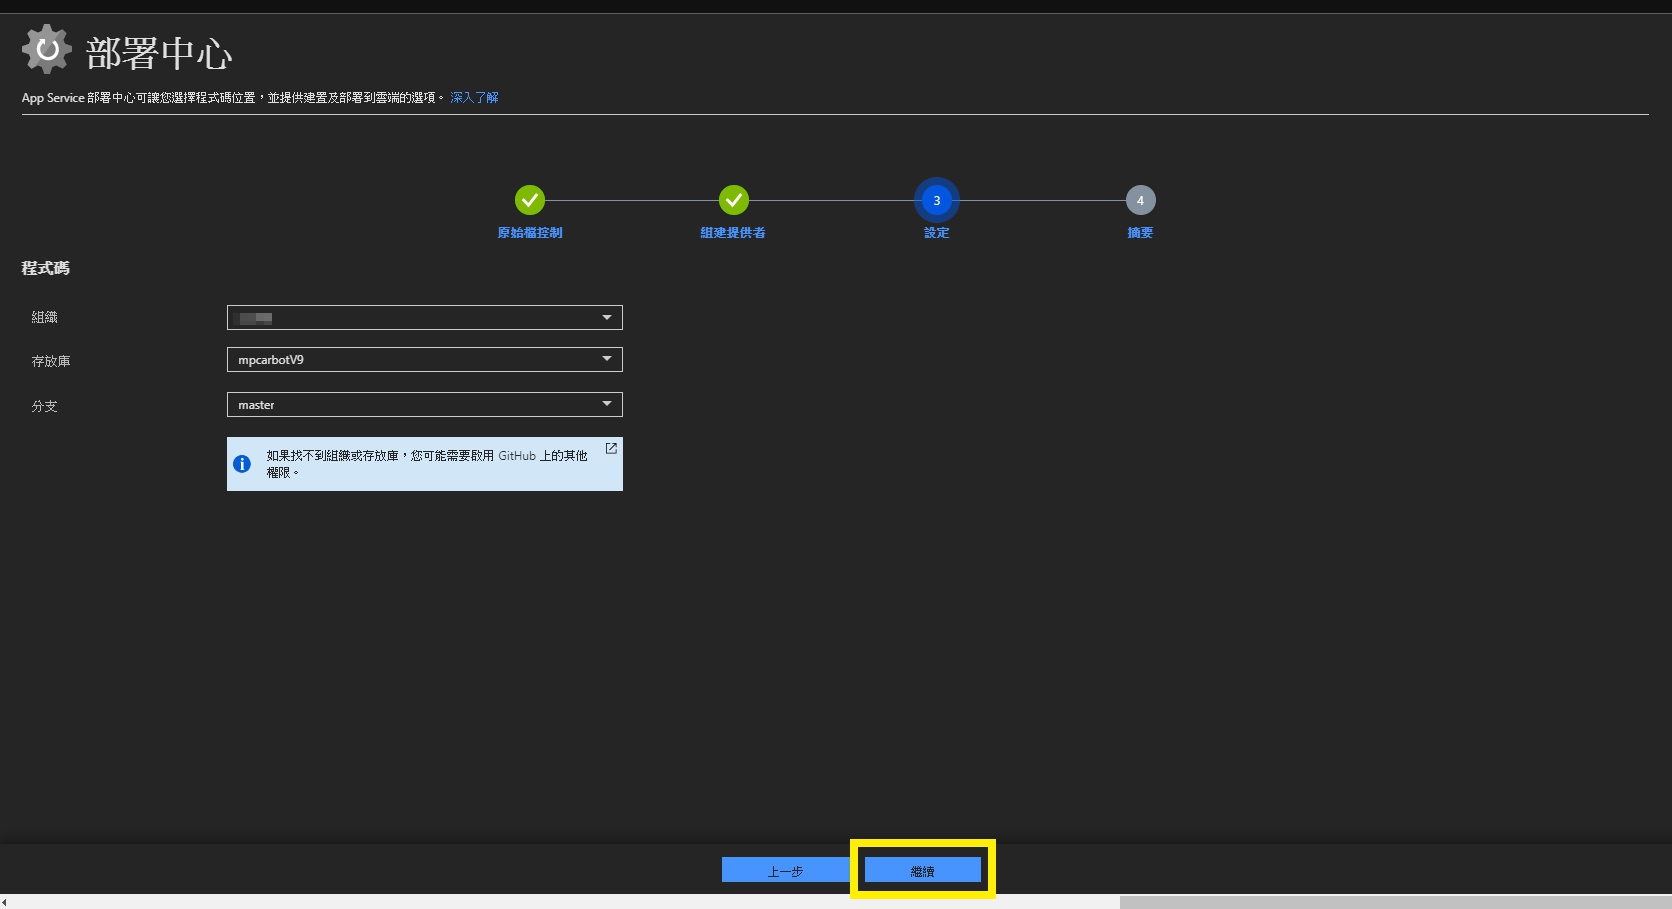 部署中心
App Service 部署中心可讓您選擇程式碼位置，並提供建置及部署到雲端的選項。 深入了解
3
4
原始檔控制
組建提供者
設定
摘要
程式碼
組織
存放庫
mpcarbotV9
分支
master
如果找不到組織或存放庫，您可能需要啟用 GitHub 上的其他
權限。
上一步
繼續